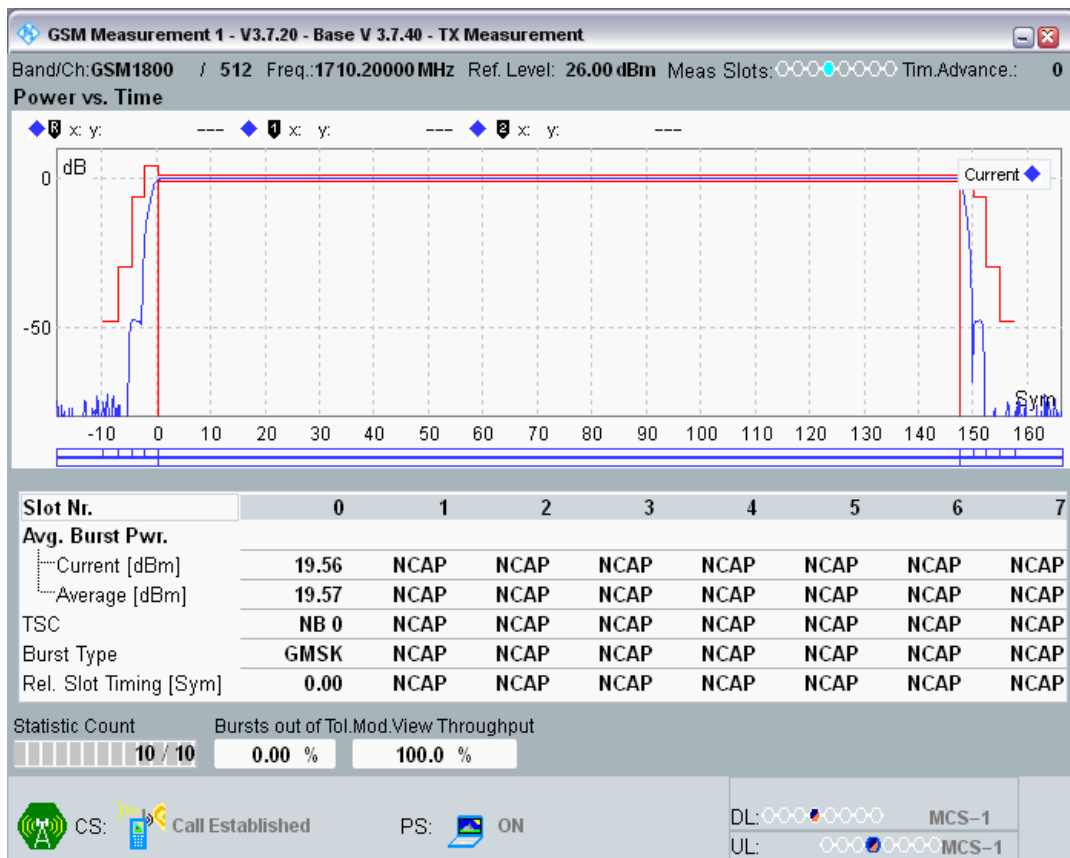 GSM Measurement 1 - V3.7.20 - Base V 3.7.40 - TX Measurement
Band/Ch:GSM1800 / 512 Freq.:1710.20000 MHz Ref. Level: 26.00 dBm Meas Slots: Tim.Advance.: 0
Power vs. Time
R x: y: --- 1 x: y: --- 2 x: y: ---
dB
Current
0
-50
Sym
-10 0 10 20 30 40 50 60 70 80 90 100 110 120 130 140 150 160
Slot Nr. 0 1 2 3 4 5 6 7
Avg. Burst Pwr.
Current [dBm] 19.56 NCAP NCAP NCAP NCAP NCAP NCAP NCAP
Average [dBm] 19.57 NCAP NCAP NCAP NCAP NCAP NCAP NCAP
TSC NB 0 NCAP NCAP NCAP NCAP NCAP NCAP NCAP
Burst Type GMSK NCAP NCAP NCAP NCAP NCAP NCAP NCAP
Rel. Slot Timing [Sym] 0.00 NCAP NCAP NCAP NCAP NCAP NCAP NCAP
Statistic Count Bursts out of Tol.Mod.View Throughput
10 / 10 0.00 % 100.0 %
CS: Call Established PS: ON DL: MCS-1
UL: MCS-1